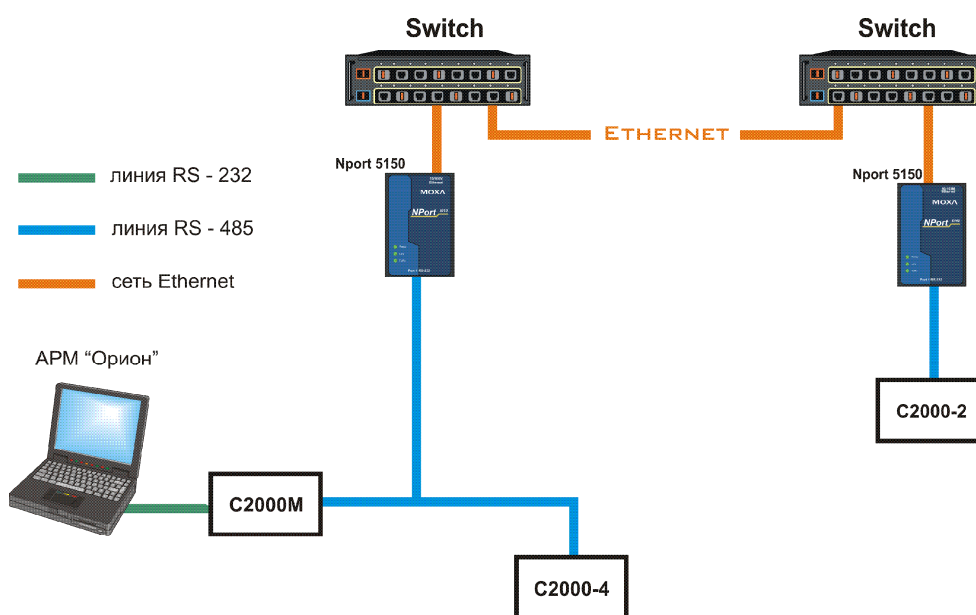 Switch
Switch
ETHERNET
Nport 5150
Nport 5150
MOXA
NPort
MOXA
NPort
линия RS - 232
линия RS - 485
сеть Ethernet
АРМ “Орион”
С2000-2
С2000М
С2000-4